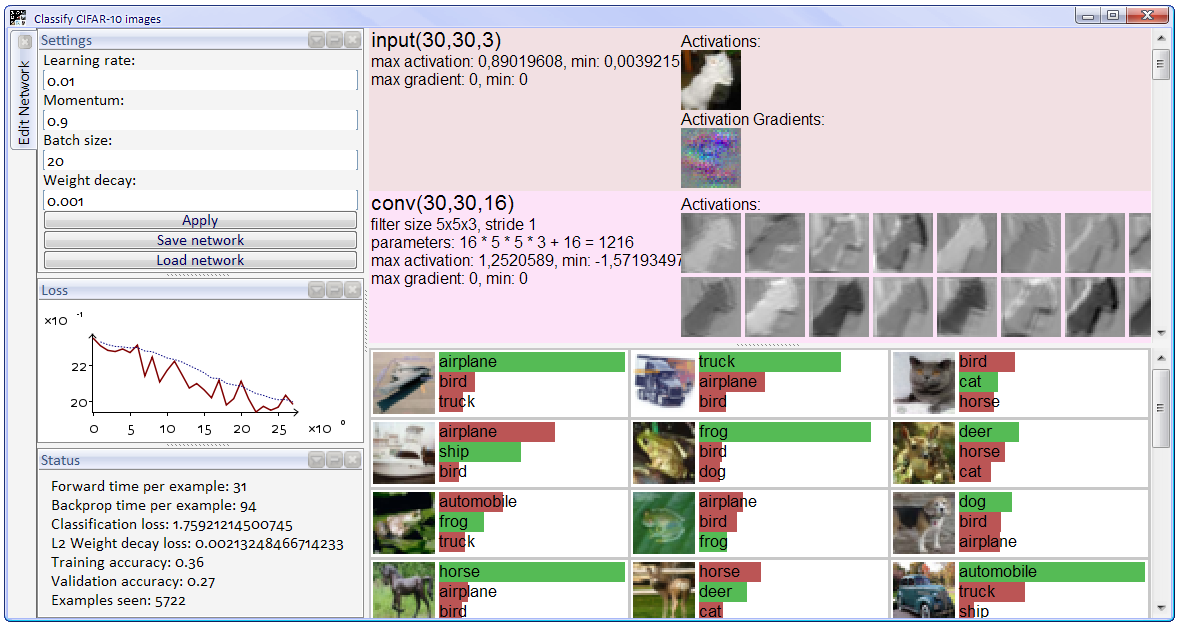 Classify CIFAR-10 images
Edit Network
Settings
Learning rate:
0.01
Momentum:
0.9
Batch size:
20
Weight decay:
0.001
Apply
Save network
Load network
Loss
×10 -1
22
20
0 5 10 15 20 25 ×10 0
Status
Forward time per example: 31
Backprop time per example: 94
Classification loss: 1.75921214500745
L2 Weight decay loss: 0.00213248466714233
Training accuracy: 0.36
Validation accuracy: 0.27
Examples seen: 5722
input(30,30,3)
max activation: 0,89019608, min: 0,0039215
max gradient: 0, min: 0
Activations:
Activation Gradients:
conv(30,30,16)
filter size 5x5x3, stride 1
parameters: 16 * 5 * 5 * 3 + 16 = 1216
max activation: 1,2520589, min: -1,57193497
max gradient: 0, min: 0
Activations:
airplane
bird
truck
truck
airplane
bird
bird
cat
horse
airplane
ship
bird
frog
bird
dog
deer
horse
cat
automobile
frog
truck
airplane
bird
frog
dog
bird
airplane
horse
airplane
bird
horse
deer
cat
automobile
truck
ship